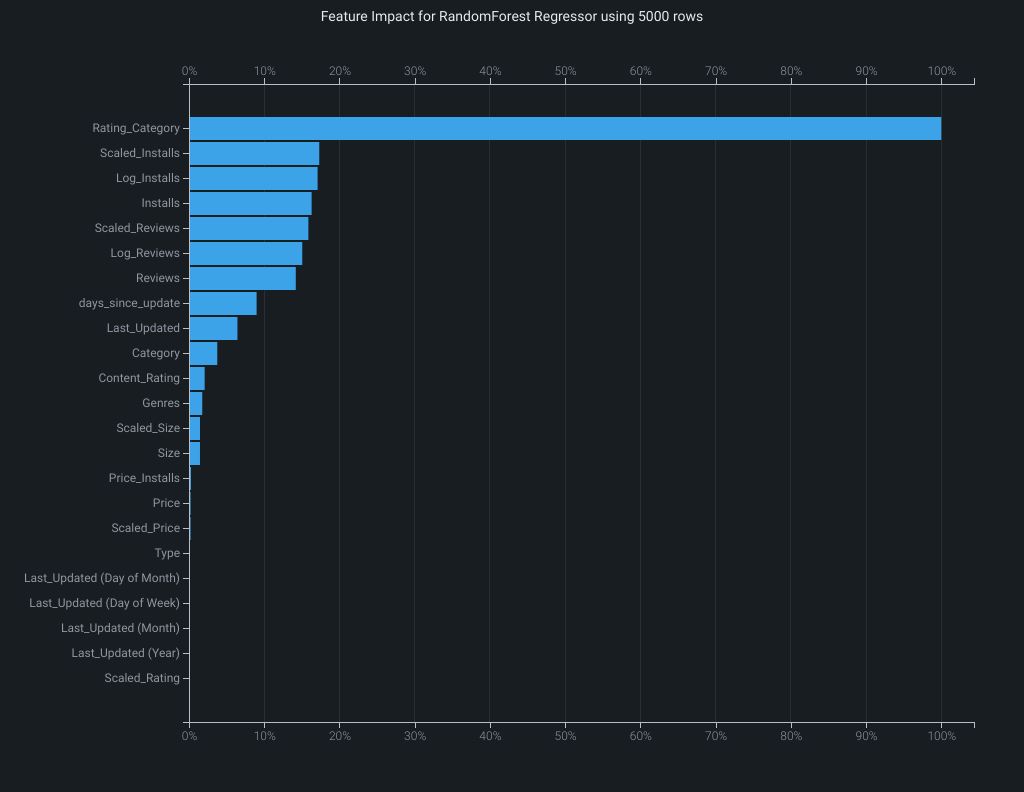 Feature Impact for RandomForest Regressor using 5000 rows
0% 10% 20% 30% 40% 50% 60% 70% 80% 90% 100%
Rating_Category
Scaled_Installs
Log_Installs
Installs
Scaled_Reviews
Log_Reviews
Reviews
days_since_update
Last_Updated
Category
Content_Rating
Genres
Scaled_Size
Size
Price_Installs
Price
Scaled_Price
Type
Last_Updated (Day of Month)
Last_Updated (Day of Week)
Last_Updated (Month)
Last_Updated (Year)
Scaled_Rating
0% 10% 20% 30% 40% 50% 60% 70% 80% 90% 100%